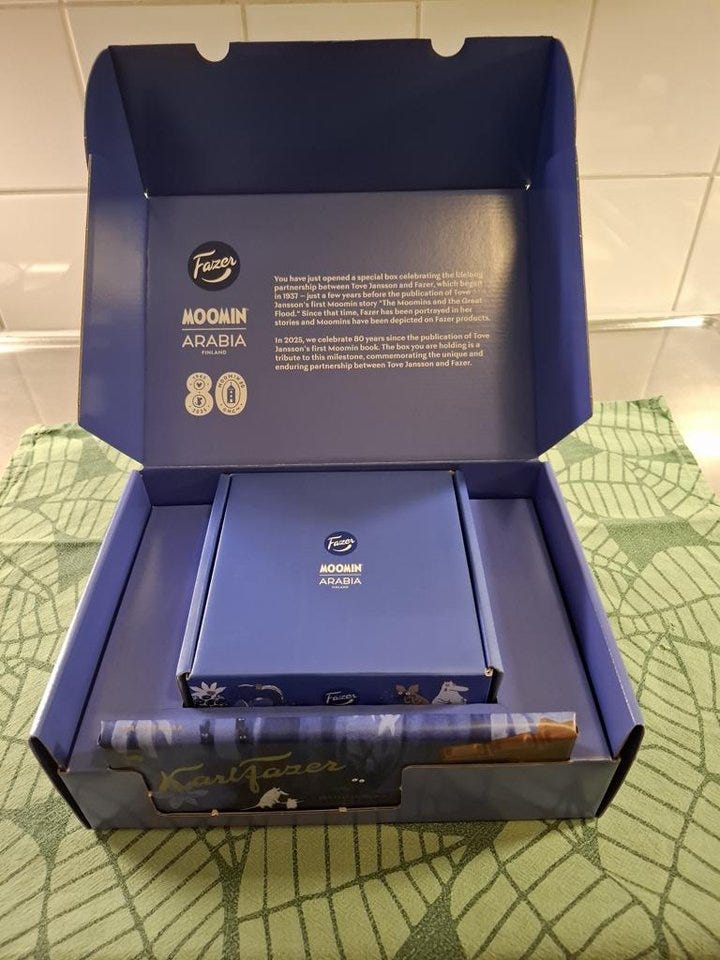 Fazer
MOOMIN
ARABIA
FINLAND
1945
2025
You have just opened a special box celebrating the lifelong
partnership between Tove Jansson and Fazer, which began
in 1937 – just a few years before the publication of Tove
Jansson's first Moomin story "The Moomins and the Great
Flood." Since that time, Fazer has been portrayed in her
stories and Moomins have been depicted on Fazer products.
In 2025, we celebrate 80 years since the publication of Tove
Jansson's first Moomin book. The box you are holding is a
tribute to this milestone, commemorating the unique and
enduring partnership between Tove Jansson and Fazer.
Fazer
MOOMIN
ARABIA
FINLAND
Fazer
KarlFazer